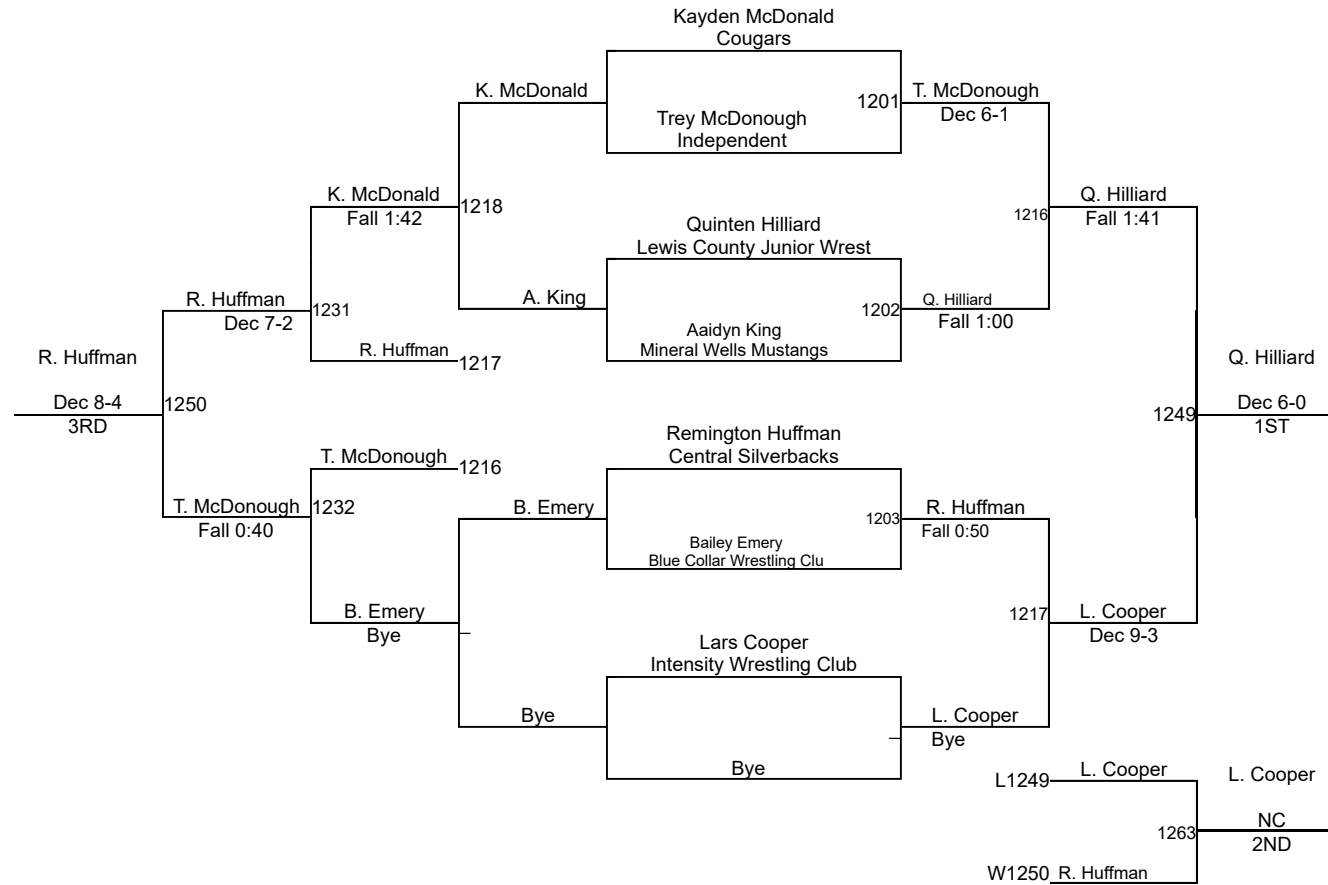 Kayden McDonald
Cougars
K. McDonald
1201
T. McDonough
Dec 6-1
Trey McDonough
Independent
K. McDonald
Fall 1:42
1218
1216
Q. Hilliard
Fall 1:41
Quinten Hilliard
Lewis County Junior Wrest
R. Huffman
Dec 7-2
1231
A. King
1202
Q. Hilliard
Fall 1:00
Aaidyn King
Mineral Wells Mustangs
R. Huffman
1217
R. Huffman
Dec 8-4
3RD
1250
1249
Q. Hilliard
Dec 6-0
1ST
Remington Huffman
Central Silverbacks
T. McDonough
1216
T. McDonough
Fall 0:40
1232
B. Emery
1203
R. Huffman
Fall 0:50
Bailey Emery
Blue Collar Wrestling Clu
B. Emery
Bye
1217
L. Cooper
Dec 9-3
Lars Cooper
Intensity Wrestling Club
Bye
L. Cooper
Bye
Bye
L1249
L. Cooper
L. Cooper
1263
NC
2ND
W1250
R. Huffman